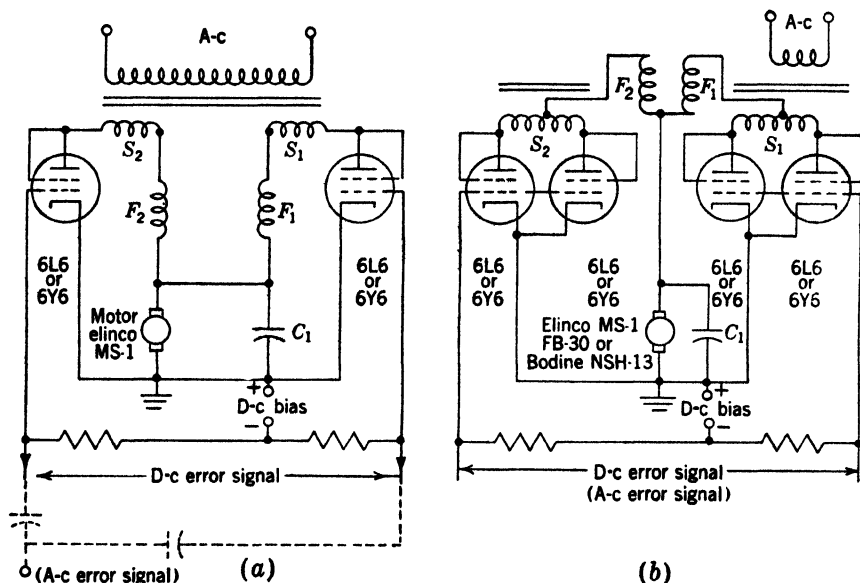 A-c
S₂
S₁
F₂
F₁
6L6
or
6Y6
6L6
or
6Y6
Motor
elinco
MS-1
C₁
+
D-c bias
−
D-c error signal
(A-c error signal)
(a)
A-c
F₂
F₁
S₂
S₁
6L6
or
6Y6
6L6
or
6Y6
6L6
or
6Y6
6L6
or
6Y6
Elinco MS-1
FB-30 or
Bodine NSH-13
C₁
+
D-c bias
−
D-c error signal
(A-c error signal)
(b)